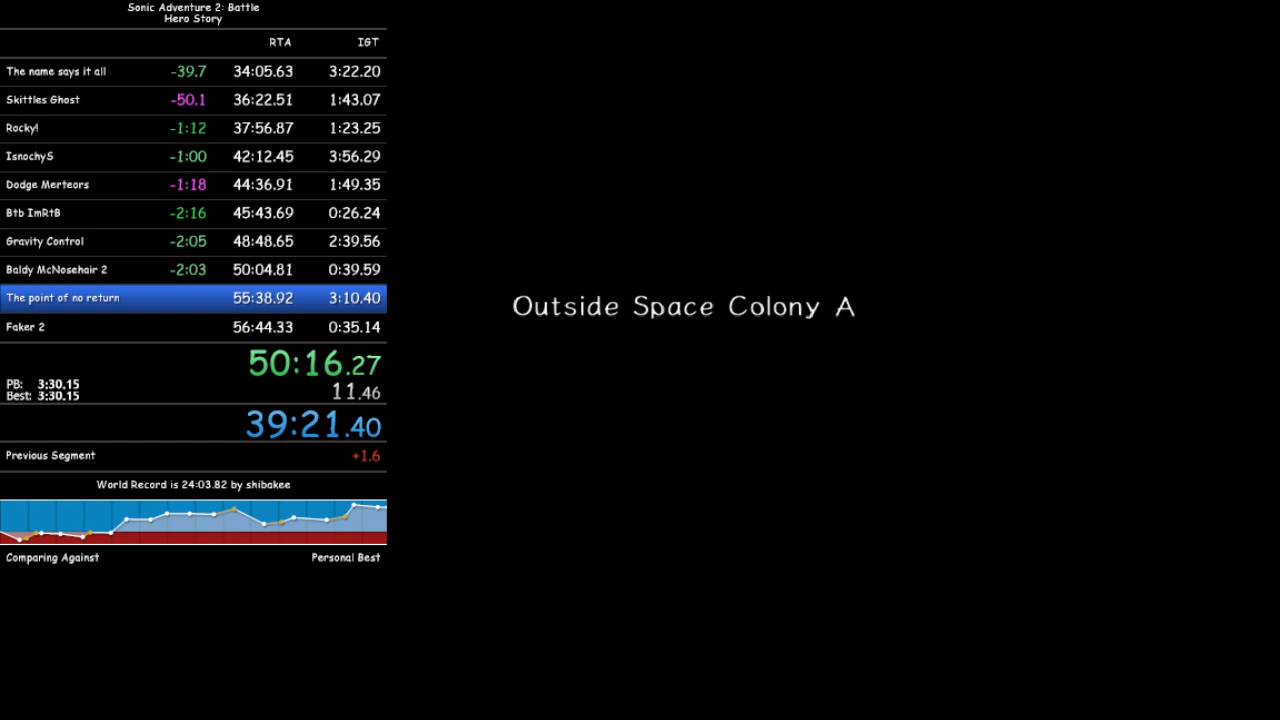 Sonic Adventure 2: Battle
Hero Story
RTA IGT
The name says it all -39.7 34:05.63 3:22.20
Skittles Ghost -50.1 36:22.51 1:43.07
Rocky! -1:12 37:56.87 1:23.25
IsnochyS -1:00 42:12.45 3:56.29
Dodge Merteors -1:18 44:36.91 1:49.35
Btb ImRtB -2:16 45:43.69 0:26.24
Gravity Control -2:05 48:48.65 2:39.56
Baldy McNosehair 2 -2:03 50:04.81 0:39.59
The point of no return 55:38.92 3:10.40
Faker 2 56:44.33 0:35.14
50:16.27
PB: 3:30.15
Best: 3:30.15
11.46
39:21.40
Previous Segment +1.6
World Record is 24:03.82 by shibakee
Comparing Against Personal Best
Outside Space Colony A